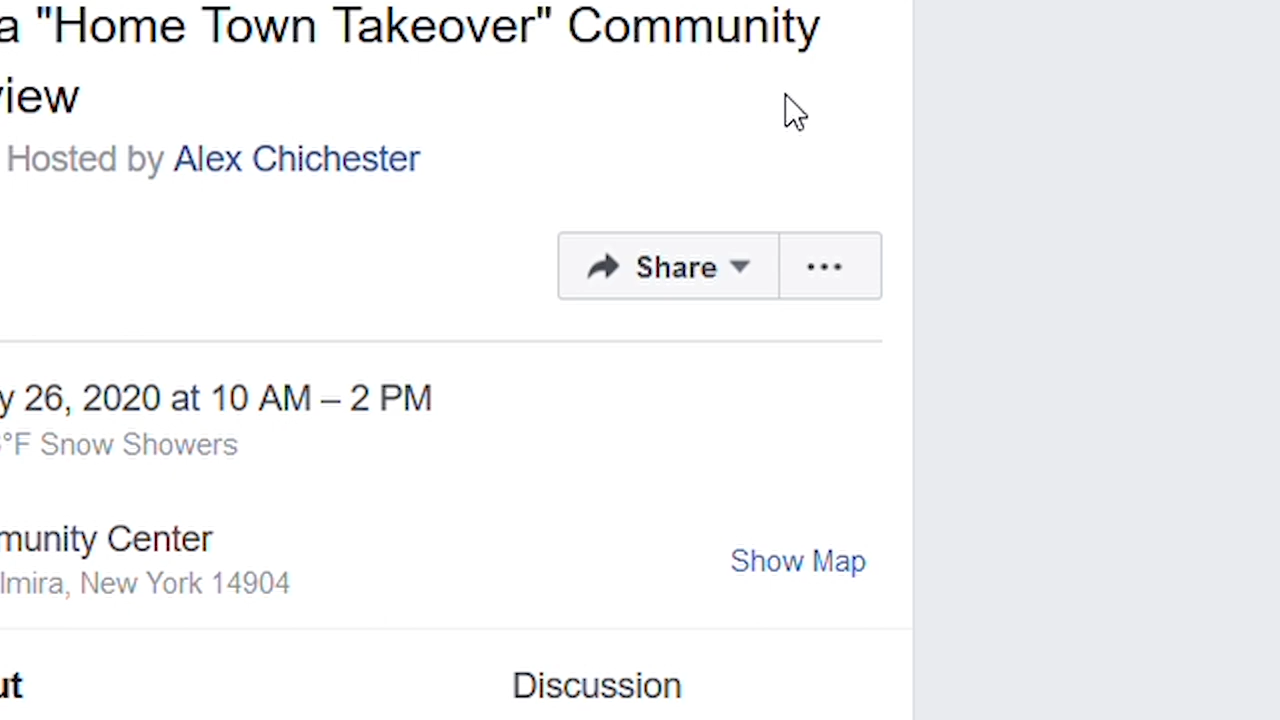 a "Home Town Takeover" Community
view
Hosted by Alex Chichester
Share
26, 2020 at 10 AM – 2 PM
°F Snow Showers
munity Center
lmira, New York 14904
Show Map
ut
Discussion